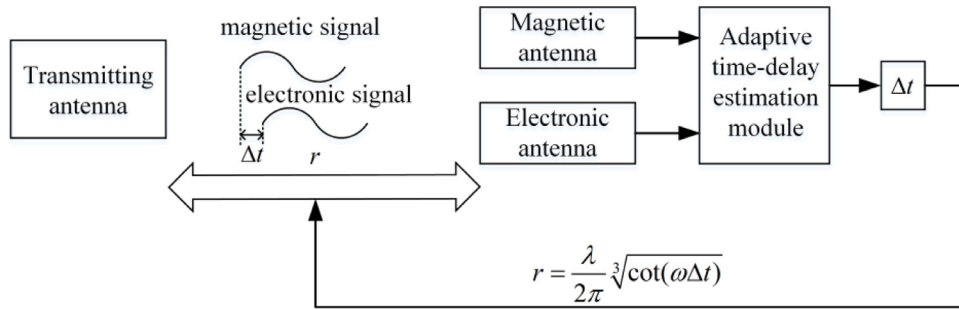 Transmitting
antenna
magnetic signal
electronic signal
Δt
r
Magnetic
antenna
Electronic
antenna
Adaptive
time-delay
estimation
module
Δt
r = λ/2π ∛cot(ωΔt)